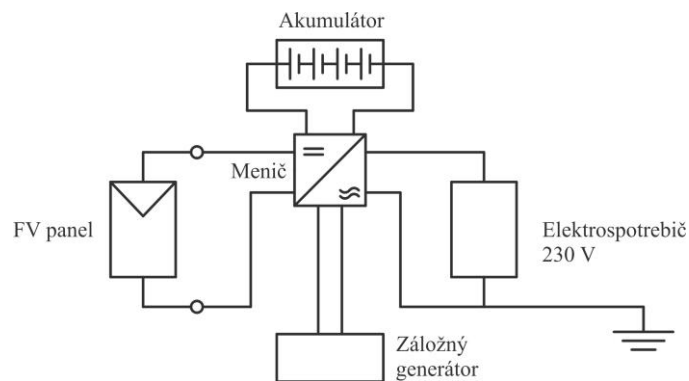 Akumulátor
Menič
FV panel
Elektrospotrebič
230 V
Záložný
generátor